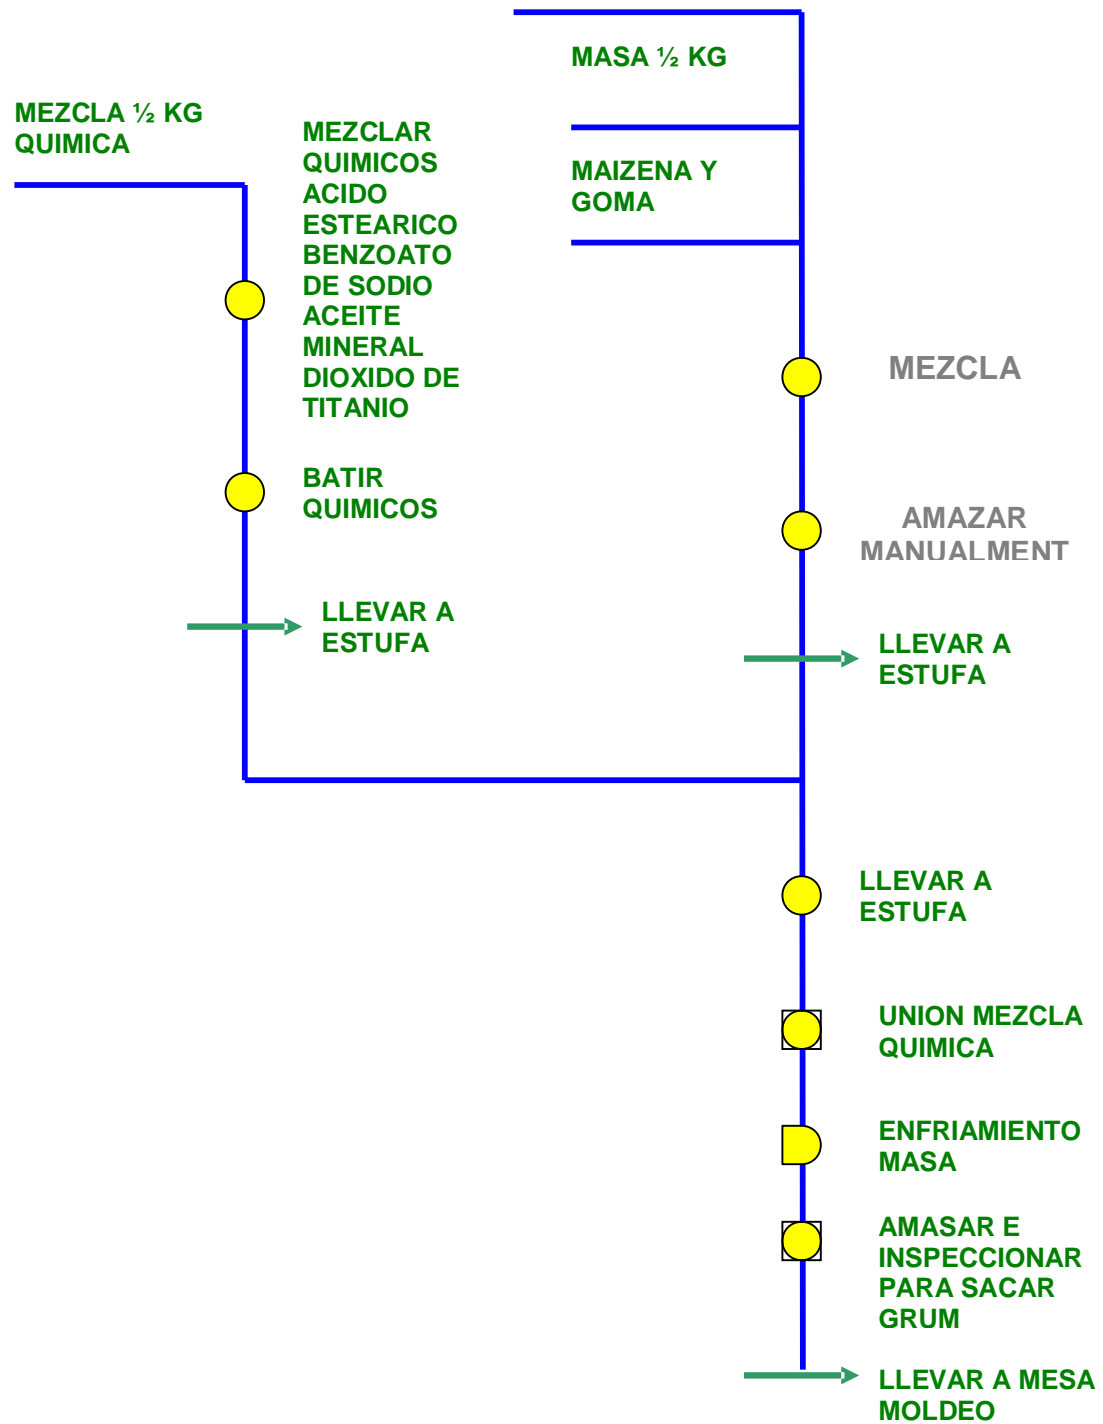 MASA ½ KG
MEZCLA ½ KG
QUIMICA
MEZCLAR
QUIMICOS
ACIDO
ESTEARICO
BENZOATO
DE SODIO
ACEITE
MINERAL
DIOXIDO DE
TITANIO
MAIZENA Y
GOMA
MEZCLA
BATIR
QUIMICOS
AMAZAR
MANUALMENT
LLEVAR A
ESTUFA
LLEVAR A
ESTUFA
LLEVAR A
ESTUFA
UNION MEZCLA
QUIMICA
ENFRIAMIENTO
MASA
AMASAR E
INSPECCIONAR
PARA SACAR
GRUM
LLEVAR A MESA
MOLDEO